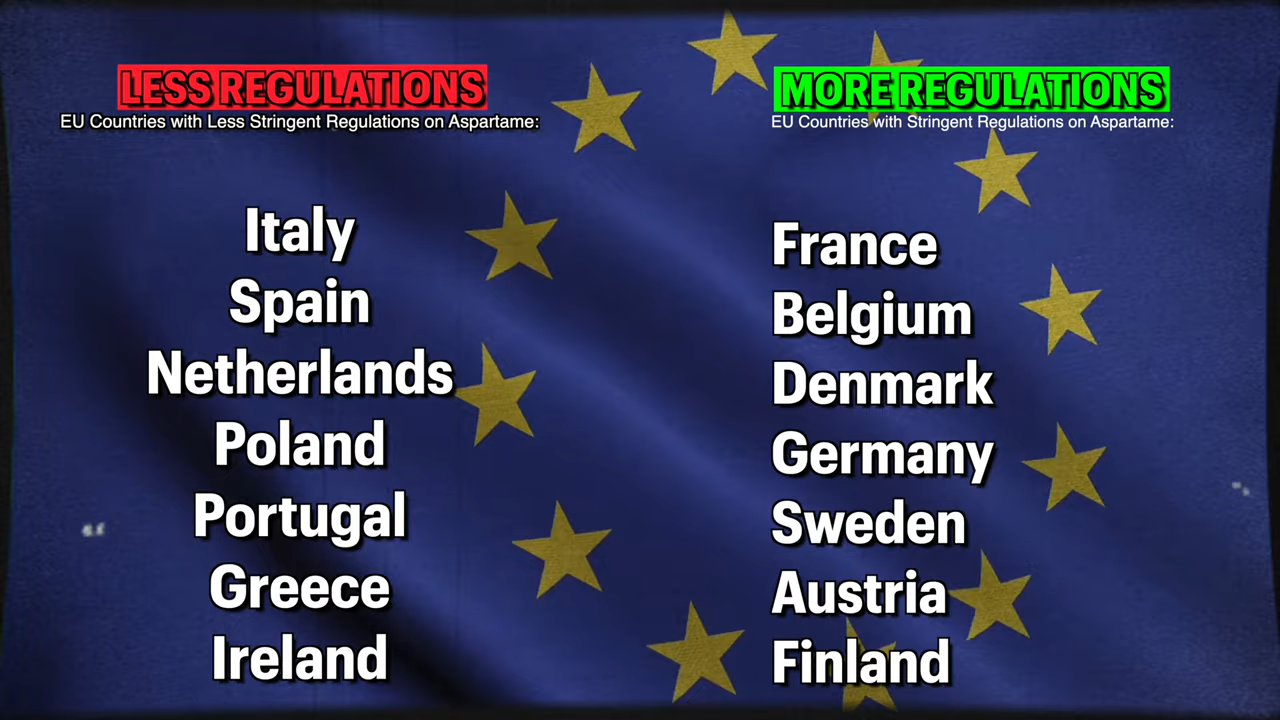 LESS REGULATIONS
EU Countries with Less Stringent Regulations on Aspartame:
Italy
Spain
Netherlands
Poland
Portugal
Greece
Ireland
MORE REGULATIONS
EU Countries with Stringent Regulations on Aspartame:
France
Belgium
Denmark
Germany
Sweden
Austria
Finland